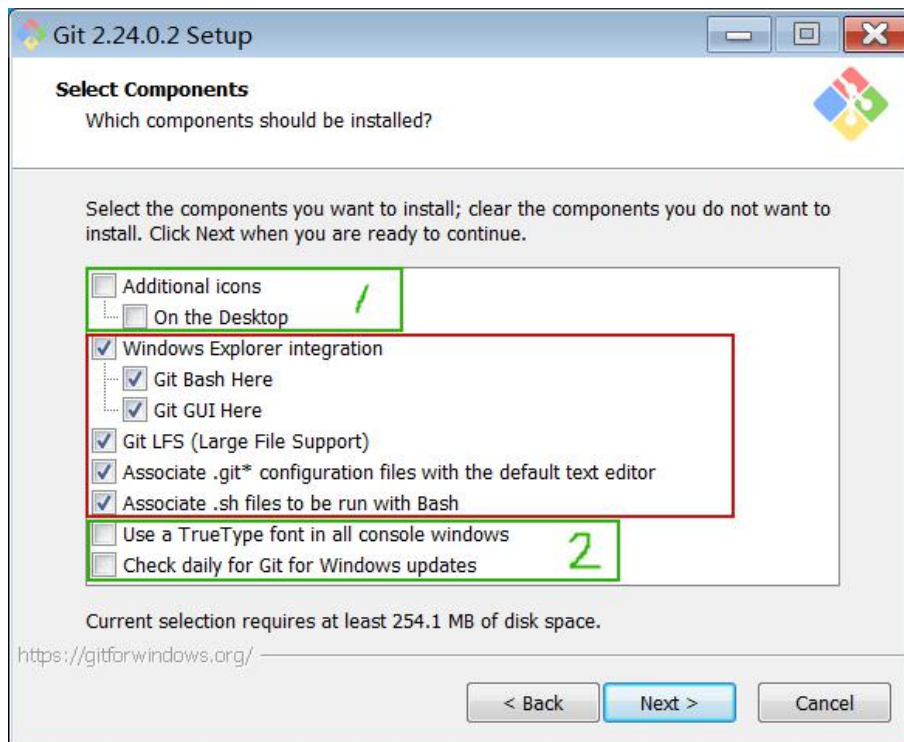 Git 2.24.0.2 Setup
Select Components
Which components should be installed?
Select the components you want to install; clear the components you do not want to
install. Click Next when you are ready to continue.
Additional icons
1
On the Desktop
Windows Explorer integration
Git Bash Here
Git GUI Here
Git LFS (Large File Support)
Associate .git* configuration files with the default text editor
Associate .sh files to be run with Bash
Use a TrueType font in all console windows
2
Check daily for Git for Windows updates
Current selection requires at least 254.1 MB of disk space.
https://gitforwindows.org/
< Back Next > Cancel